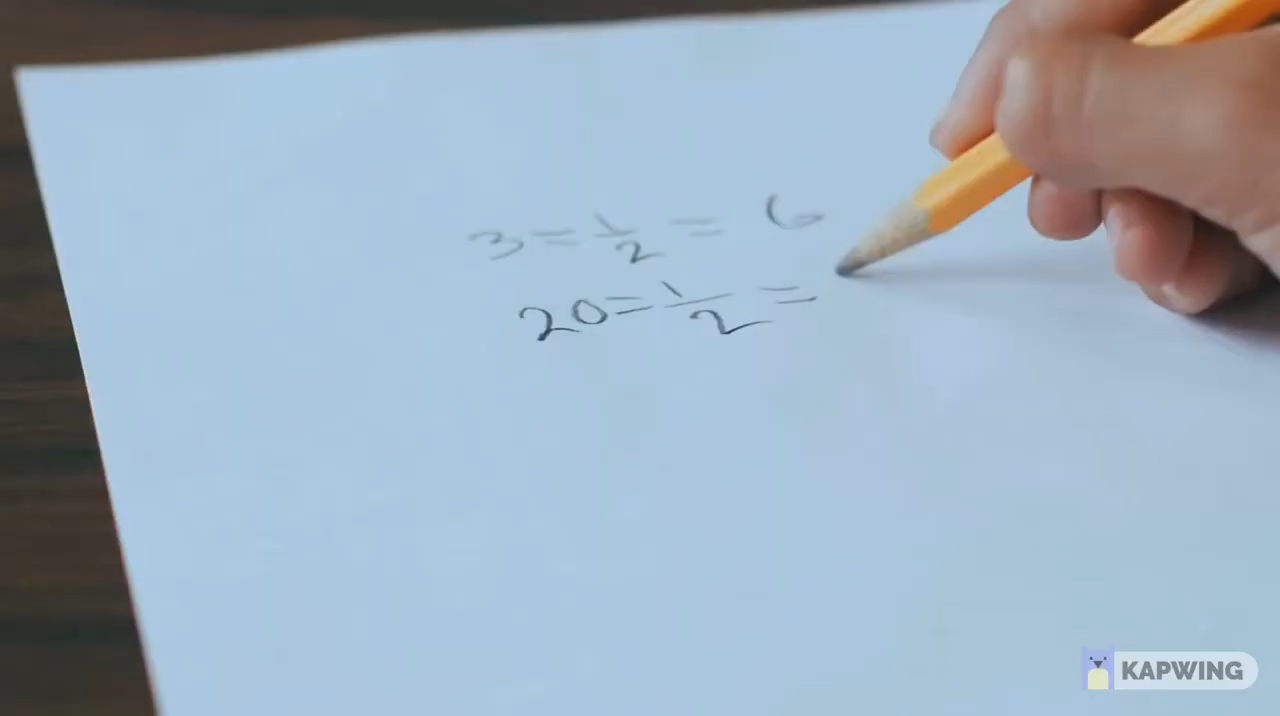 3 = 1/2 = 6
20 = 1/2 =
KAPWING